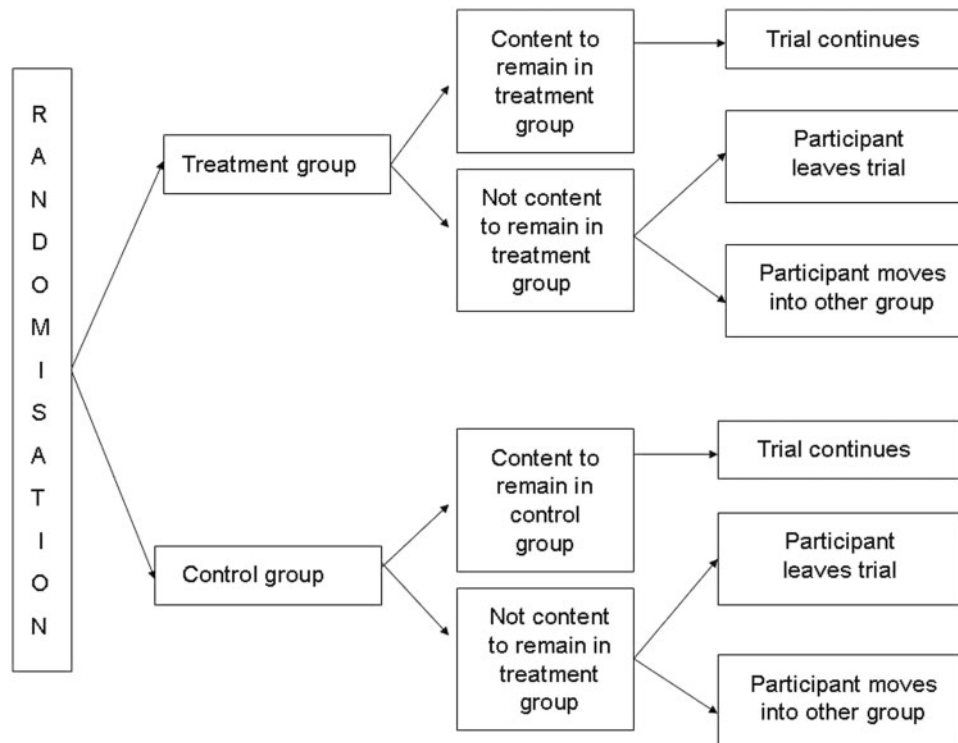 RANDOMISATION
Treatment group
Content to
remain in
treatment
group
Trial continues
Not content
to remain in
treatment
group
Participant
leaves trial
Participant moves
into other group
Control group
Content to
remain in
control
group
Trial continues
Not content
to remain in
treatment
group
Participant
leaves trial
Participant moves
into other group